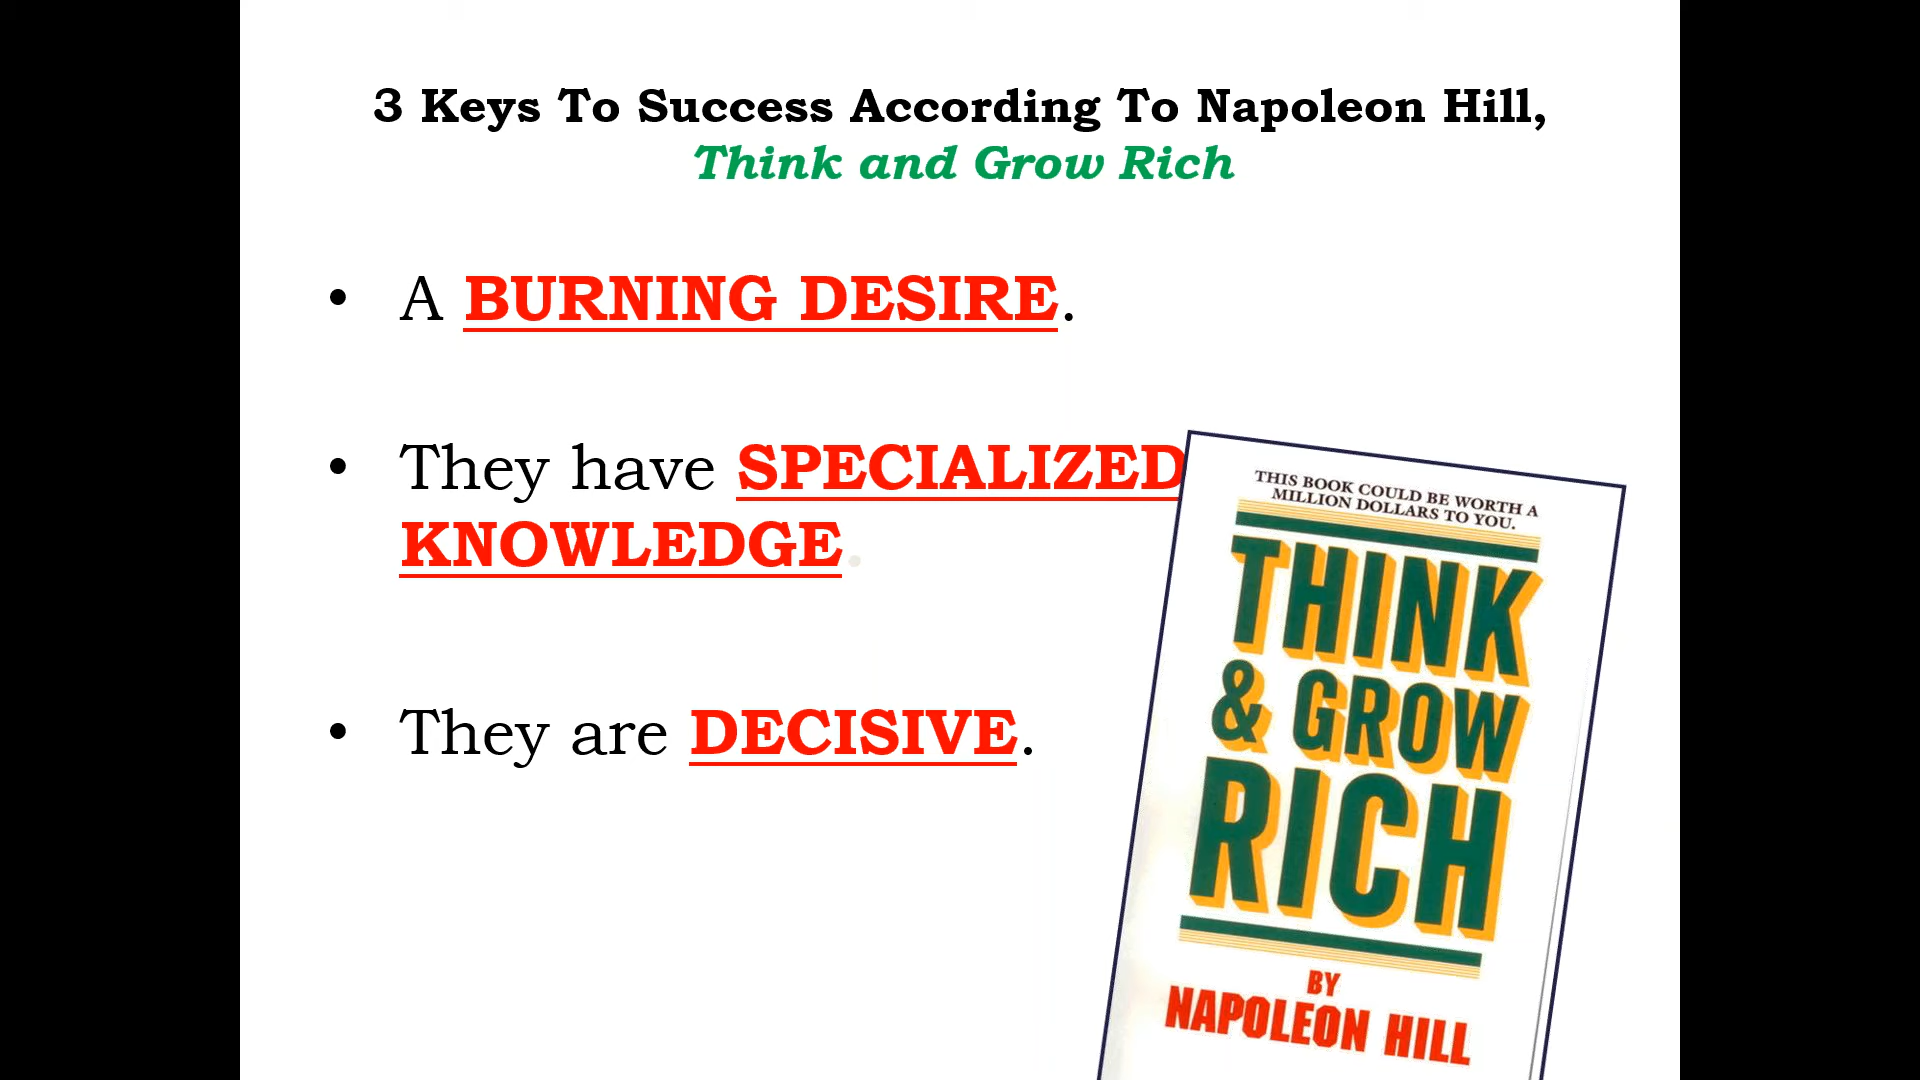 3 Keys To Success According To Napoleon Hill,
Think and Grow Rich
• A BURNING DESIRE.
• They have SPECIALIZED
KNOWLEDGE.
• They are DECISIVE.
THIS BOOK COULD BE WORTH A
MILLION DOLLARS TO YOU.
THINK
& GROW
RICH
BY
NAPOLEON HILL